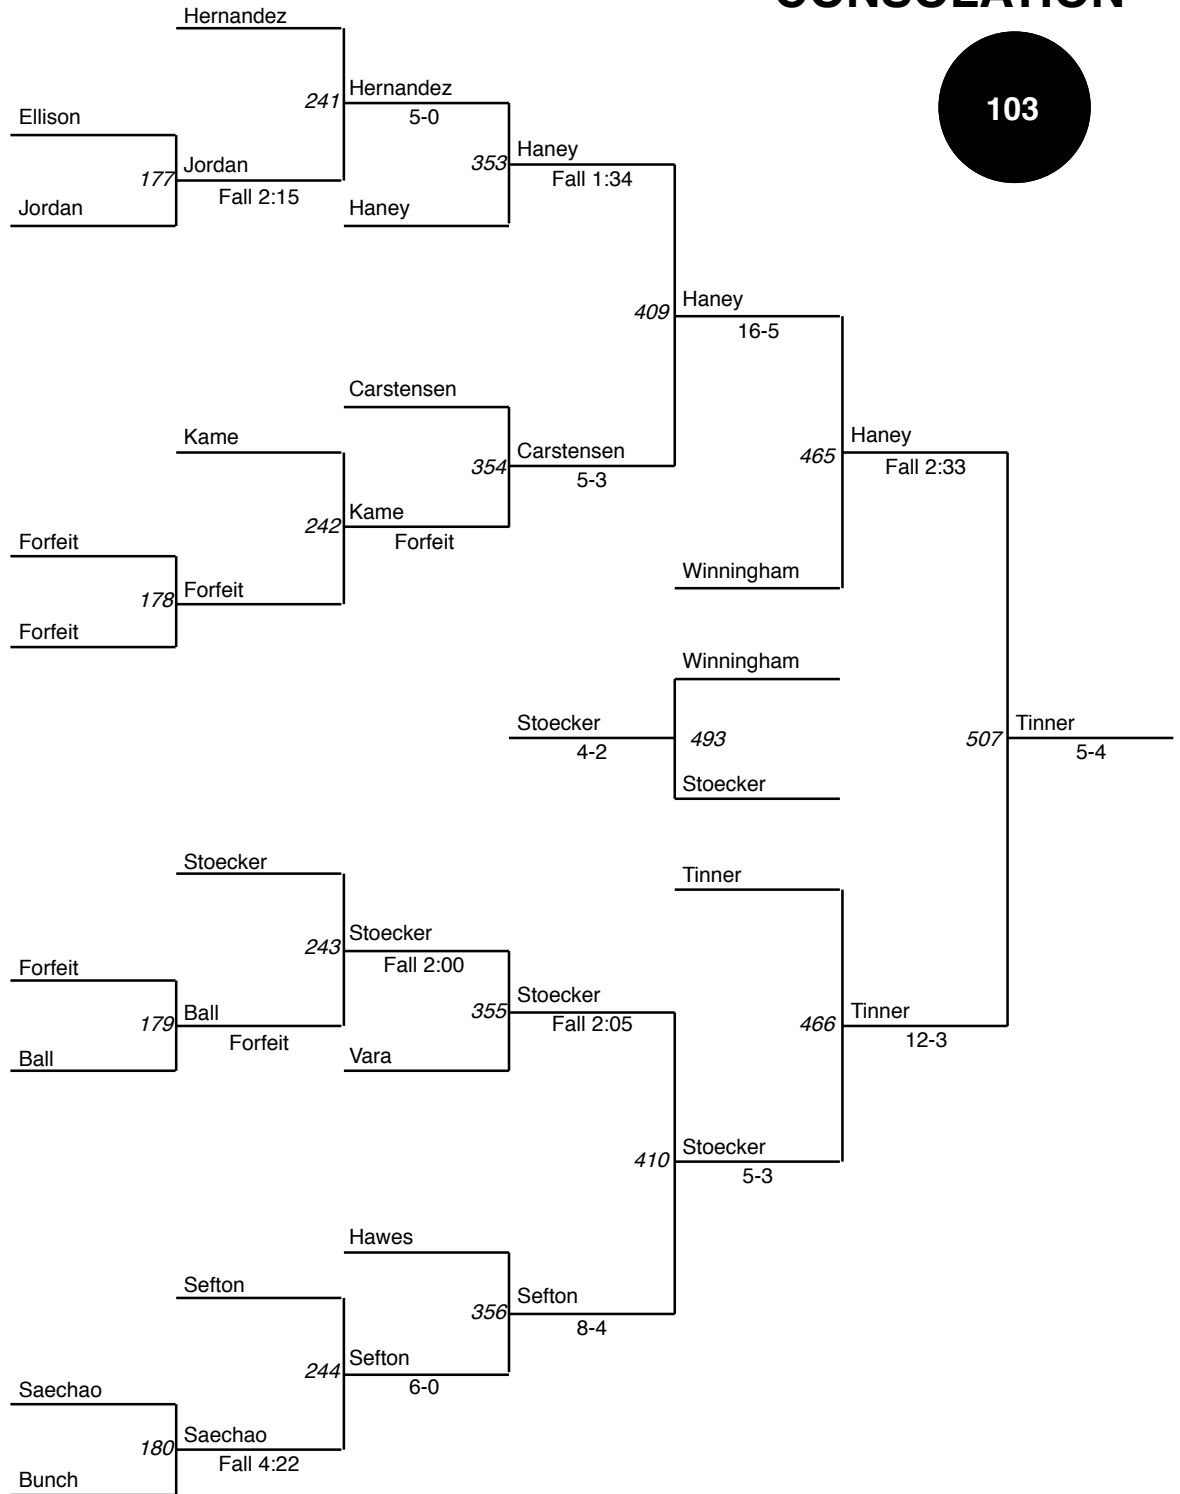 CONSOLATION
Hernandez
103
241
Hernandez
5-0
Ellison
353
Haney
Fall 1:34
177
Jordan
Fall 2:15
Jordan
Haney
409
Haney
16-5
Carstensen
Kame
465
Haney
Fall 2:33
354
Carstensen
5-3
242
Kame
Forfeit
Forfeit
Winningham
178
Forfeit
Forfeit
Winningham
Stoecker
4-2
493
507
Tinner
5-4
Stoecker
Stoecker
Tinner
243
Stoecker
Fall 2:00
Forfeit
355
Stoecker
Fall 2:05
179
Ball
Forfeit
466
Tinner
12-3
Ball
Vara
410
Stoecker
5-3
Hawes
Sefton
356
Sefton
8-4
244
Sefton
6-0
Saechao
180
Saechao
Fall 4:22
Bunch